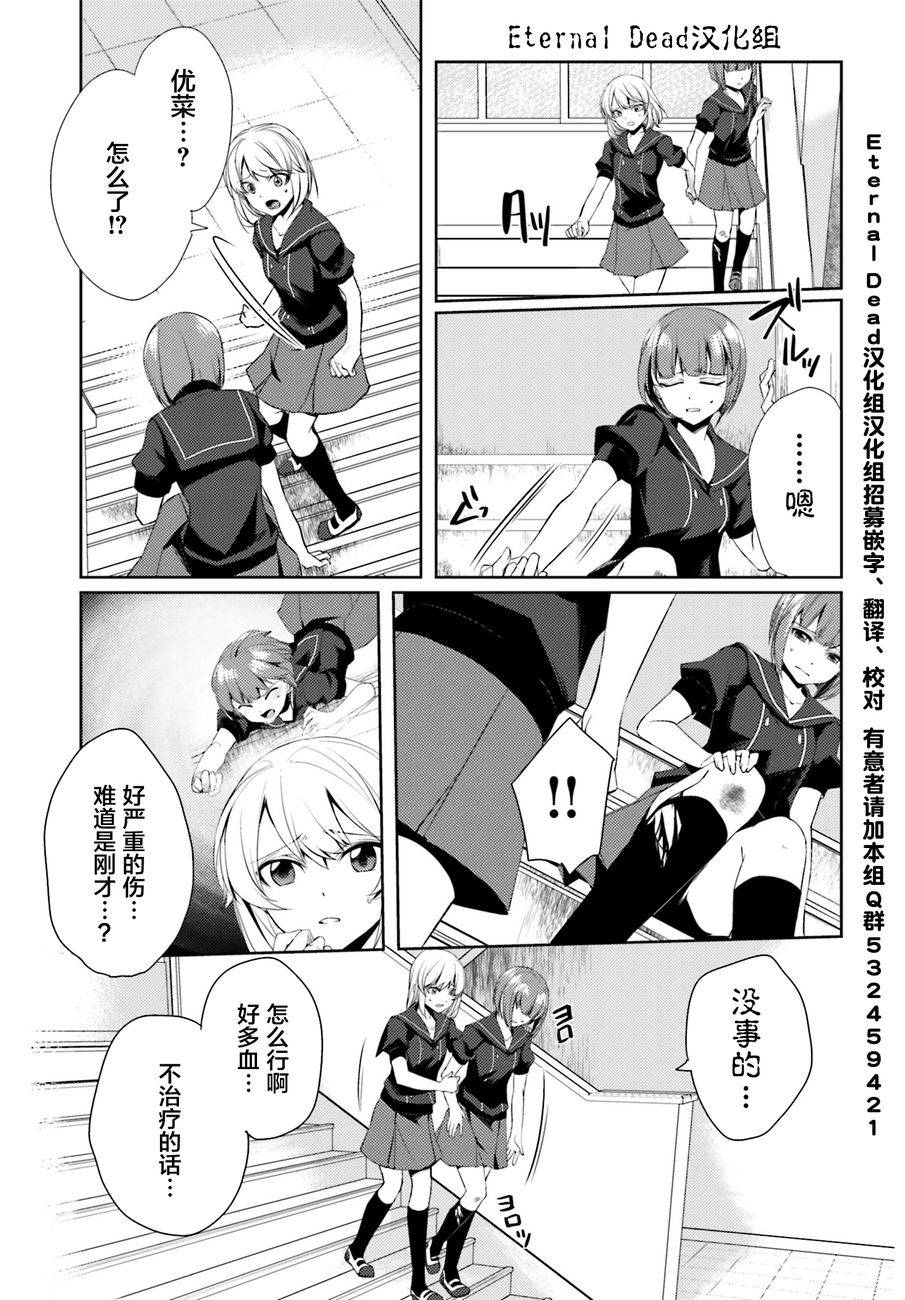 Eternal Dead汉化组
Eternal Dead汉化组汉化组招募嵌字、翻译、校对 有意者请加本组Q群532459421
ズルッ
……嗯
优菜…?
怎么了!?
!!
好严重的伤…
难道是刚才…?
没事的…
ヨロ
怎么行啊
好多血…
不治疗的话…
ヨロッ